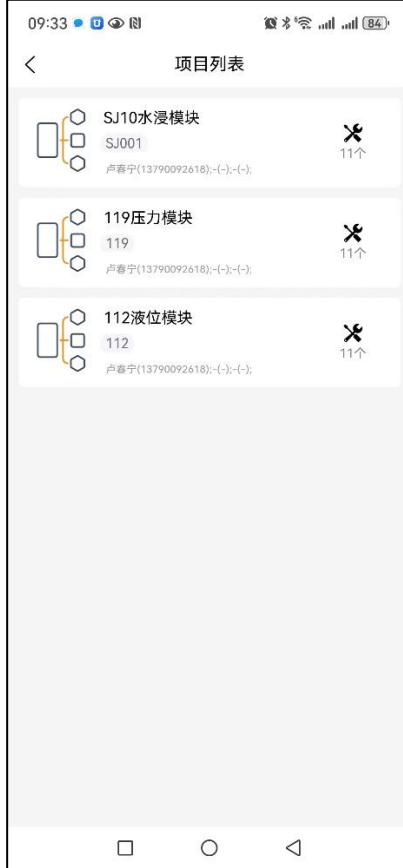 09:33
84
项目列表
SJ10水浸模块
SJ001
11个
卢春宁(13790092618);-(-);-(-);
119压力模块
119
11个
卢春宁(13790092618);-(-);-(-);
112液位模块
112
11个
卢春宁(13790092618);-(-);-(-);